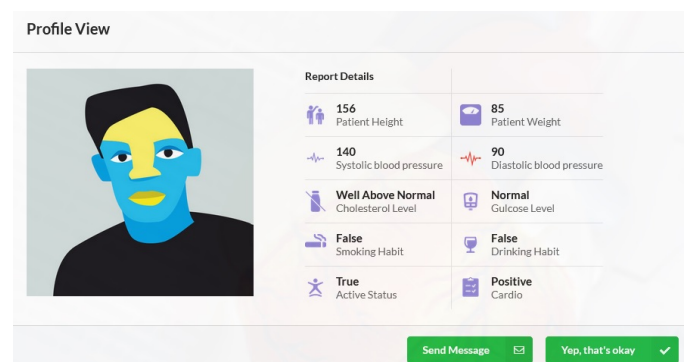 Profile View
Report Details
156
Patient Height
85
Patient Weight
140
Systolic blood pressure
90
Diastolic blood pressure
Well Above Normal
Cholesterol Level
Normal
Gulcose Level
False
Smoking Habit
False
Drinking Habit
True
Active Status
Positive
Cardio
Send Message
Yep, that's okay